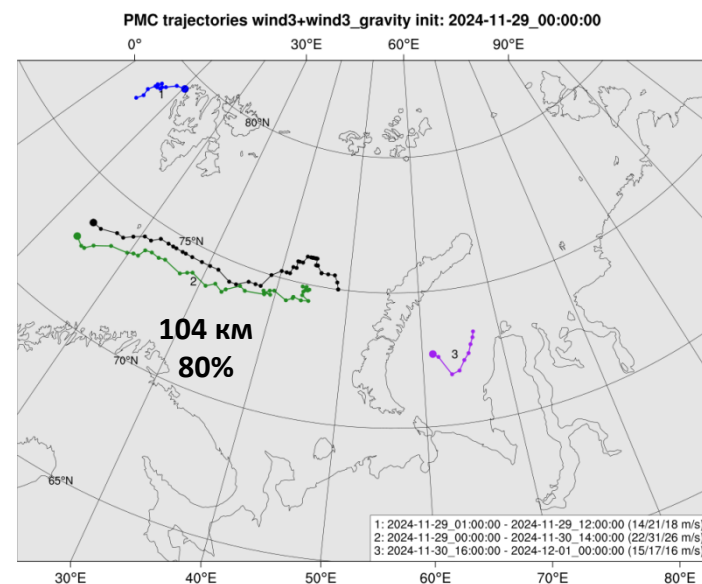 PMC trajectories wind3+wind3_gravity init: 2024-11-29_00:00:00
0° 30°E 60°E 90°E
1
80°N
75°N
2
104 км
80%
3
70°N
65°N
1: 2024-11-29_01:00:00 - 2024-11-29_12:00:00 (14/21/18 m/s)
2: 2024-11-29_00:00:00 - 2024-11-30_14:00:00 (22/31/26 m/s)
3: 2024-11-30_16:00:00 - 2024-12-01_00:00:00 (15/17/16 m/s)
30°E 40°E 50°E 60°E 70°E 80°E